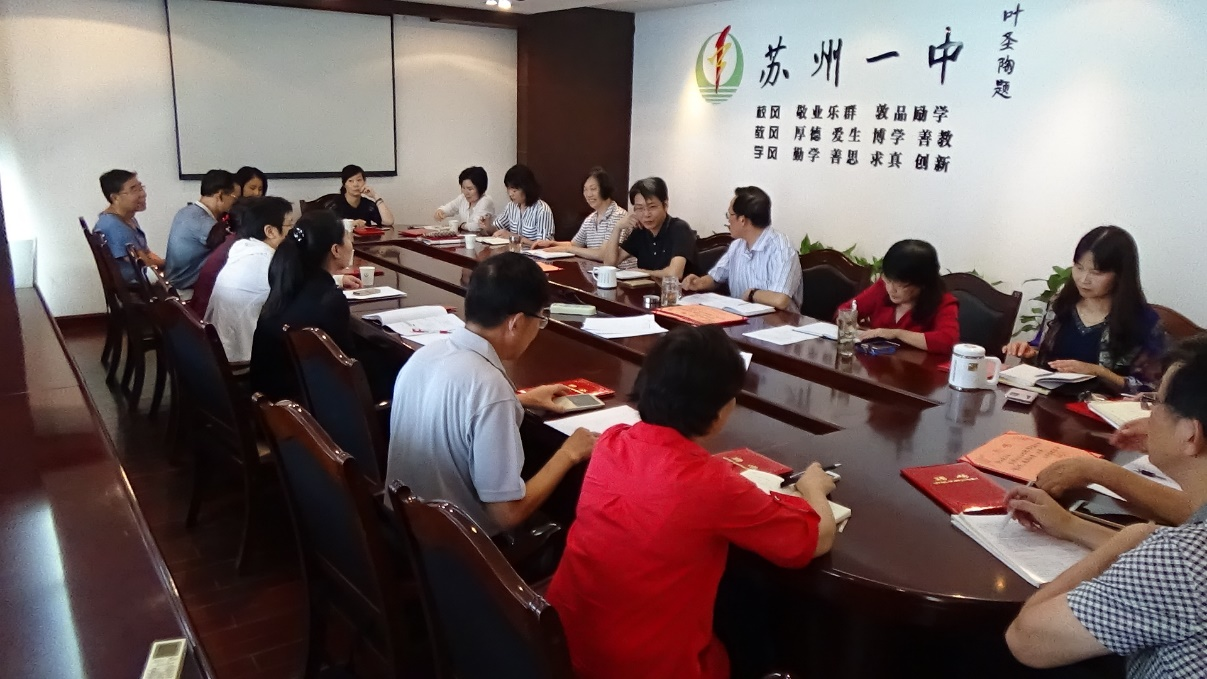 苏州一中
叶圣陶题
校风 敬业乐群 敦品励学
教风 厚德 爱生 博学 善教
学风 勤学 善思 求真 创新